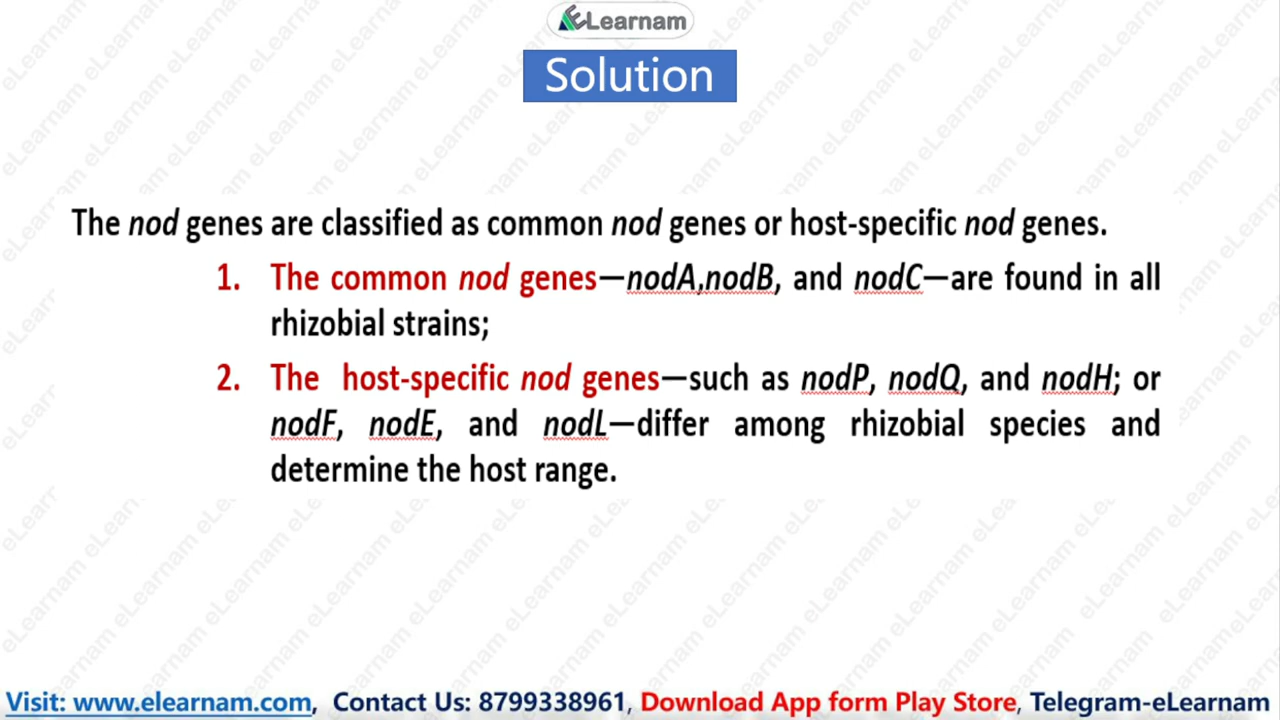 eLearnam
Solution
The nod genes are classified as common nod genes or host-specific nod genes.
1. The common nod genes—nodA,nodB, and nodC—are found in all
rhizobial strains;
2. The host-specific nod genes—such as nodP, nodQ, and nodH; or
nodF, nodE, and nodL—differ among rhizobial species and
determine the host range.
Visit: www.elearnam.com, Contact Us: 8799338961, Download App form Play Store, Telegram-eLearnam